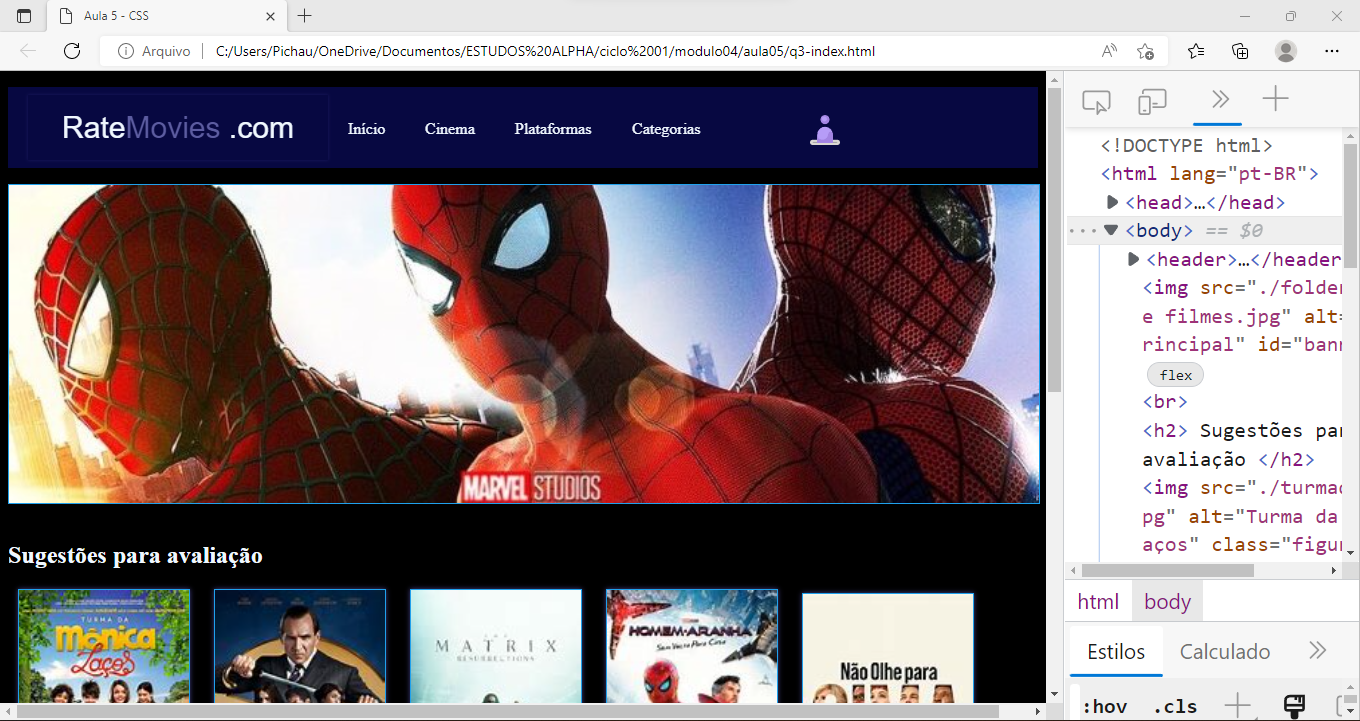 Aula 5 - CSS
Arquivo
C:/Users/Pichau/OneDrive/Documentos/ESTUDOS%20ALPHA/ciclo%2001/modulo04/aula05/q3-index.html
RateMovies .com
Início Cinema Plataformas Categorias
MARVEL STUDIOS
Sugestões para avaliação
TURMA DA
Mônica
Laços
MATRIX
RESURRECTIONS
HOMEM-ARANHA
Sem Volta Para Casa
Não Olhe para
<!DOCTYPE html>
<html lang="pt-BR">
<head>…</head>
<body> == $0
<header>…</header
<img src="./folder
e filmes.jpg" alt=
rincipal" id="bann
flex
<br>
<h2> Sugestões par
avaliação </h2>
<img src="./turmad
pg" alt="Turma da
aços" class="figur
html body
Estilos Calculado
:hov .cls